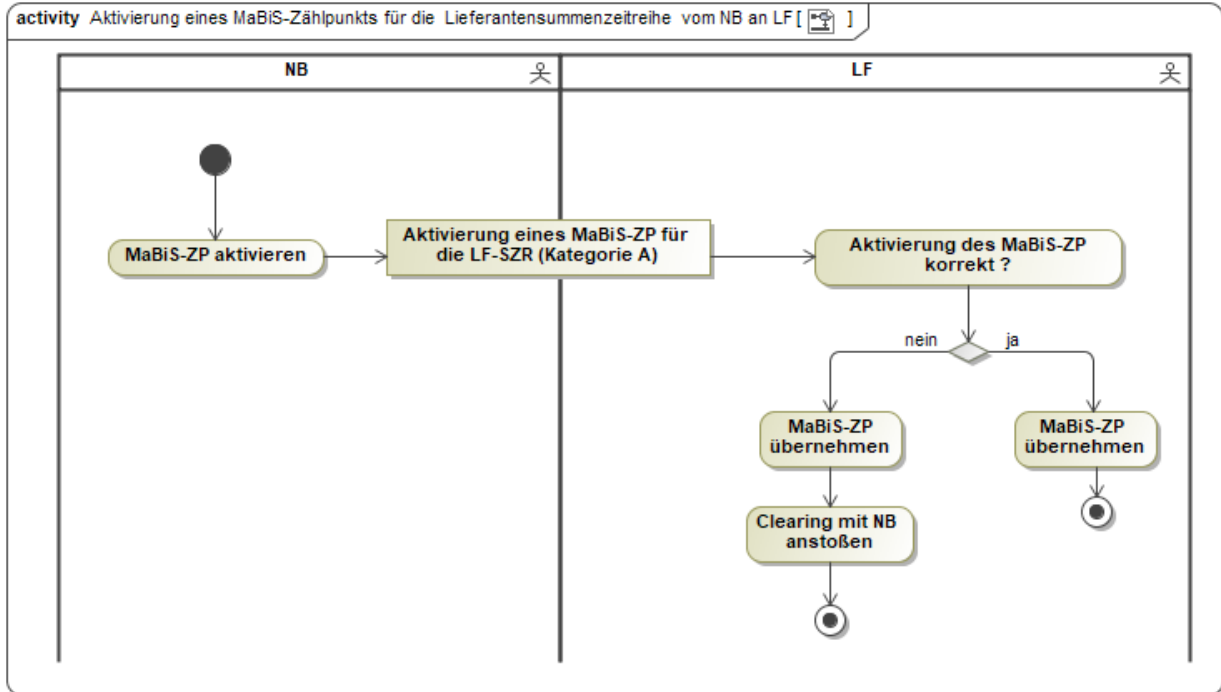 activity Aktivierung eines MaBiS-Zählpunkts für die Lieferantensummenzeitreihe vom NB an LF [ ]
NB
LF
MaBiS-ZP aktivieren
Aktivierung eines MaBiS-ZP für
die LF-SZR (Kategorie A)
Aktivierung des MaBiS-ZP
korrekt ?
nein
ja
MaBiS-ZP
übernehmen
MaBiS-ZP
übernehmen
Clearing mit NB
anstoßen